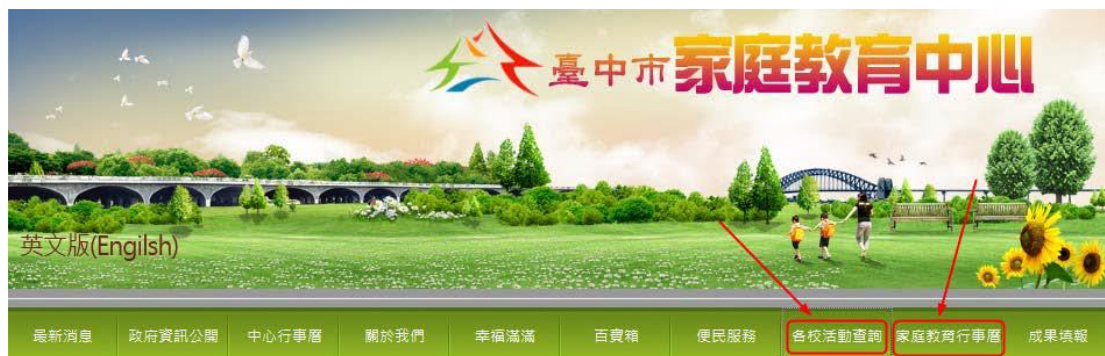 臺中市家庭教育中心
英文版(Engilsh)
最新消息 政府資訊公開 中心行事曆 關於我們 幸福滿滿 百寶箱 便民服務 各校活動查詢 家庭教育行事曆 成果填報